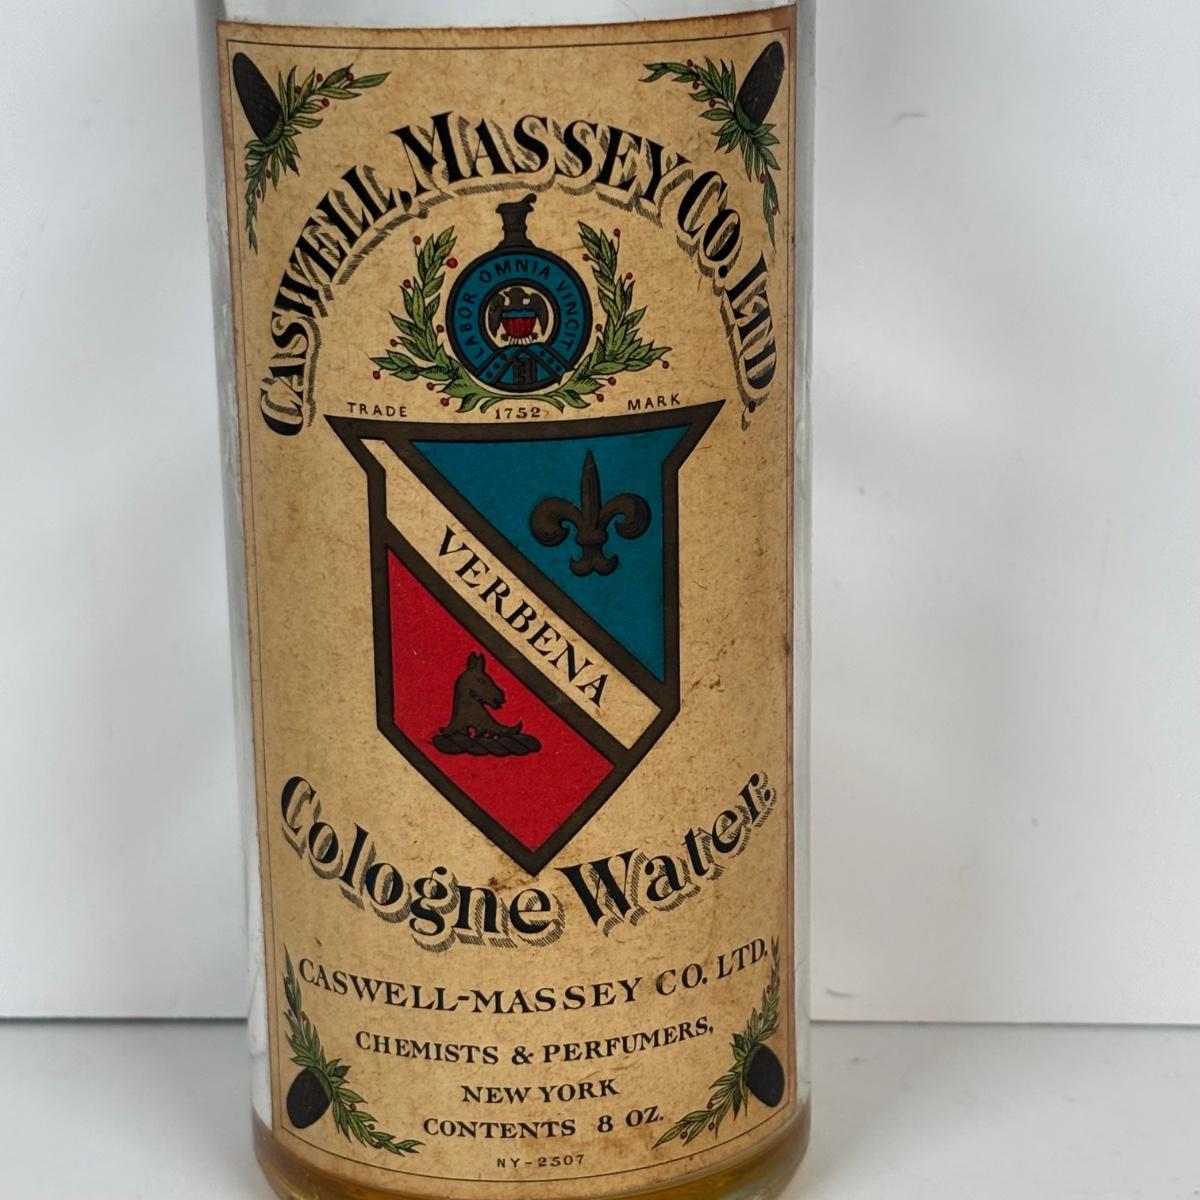 CASWELL, MASSEY CO. LTD.
LABOR OMNIA VINCIT
TRADE 1752 MARK
VERBENA
Cologne Water.
CASWELL-MASSEY CO. LTD.
CHEMISTS & PERFUMERS,
NEW YORK
CONTENTS 8 OZ.
NY-2507